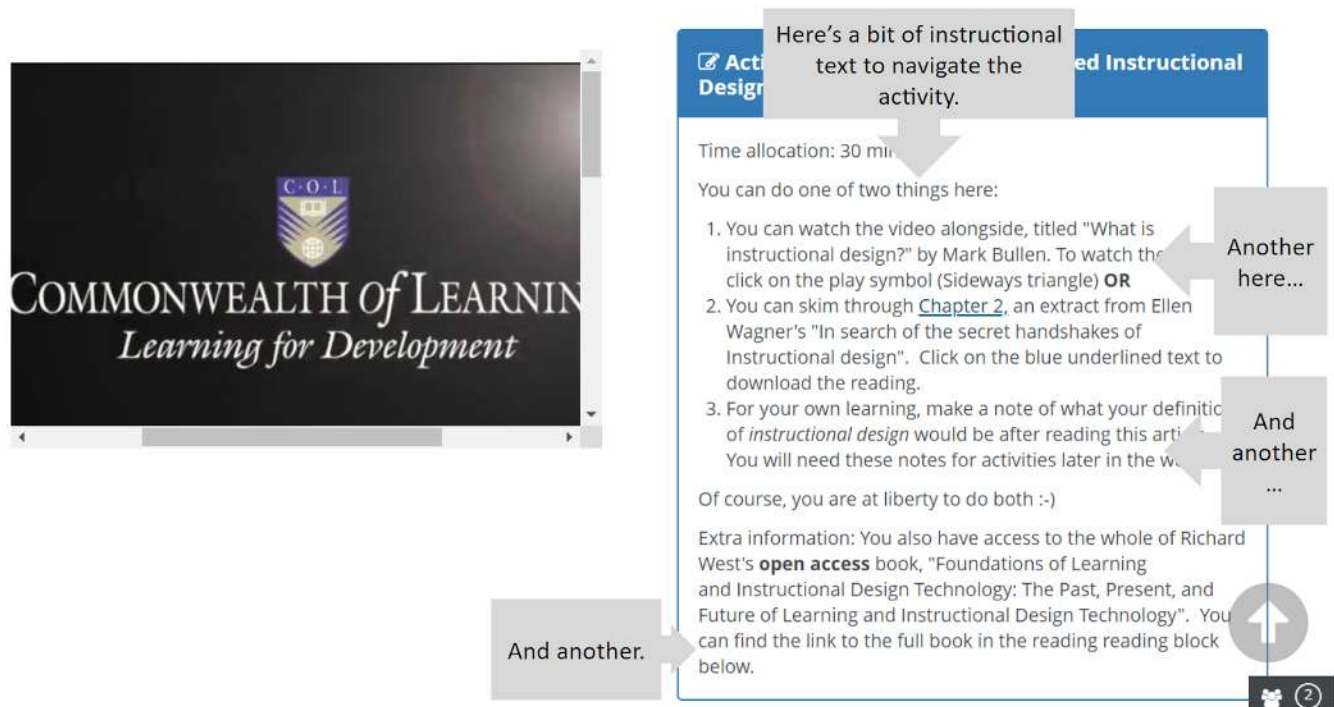 C·O·L
COMMONWEALTH of LEARNIN
Learning for Development
Here's a bit of instructional
text to navigate the
activity.
Acti ed Instructional
Desig
Time allocation: 30 min
You can do one of two things here:
1. You can watch the video alongside, titled "What is
instructional design?" by Mark Bullen. To watch the
click on the play symbol (Sideways triangle) OR
2. You can skim through Chapter 2, an extract from Ellen
Wagner's "In search of the secret handshakes of
Instructional design". Click on the blue underlined text to
download the reading.
3. For your own learning, make a note of what your definitio
of instructional design would be after reading this arti
You will need these notes for activities later in the w
Of course, you are at liberty to do both :-)
Extra information: You also have access to the whole of Richard
West's open access book, "Foundations of Learning
and Instructional Design Technology: The Past, Present, and
Future of Learning and Instructional Design Technology". You
can find the link to the full book in the reading reading block
below.
Another
here...
And
another
...
And another.
2